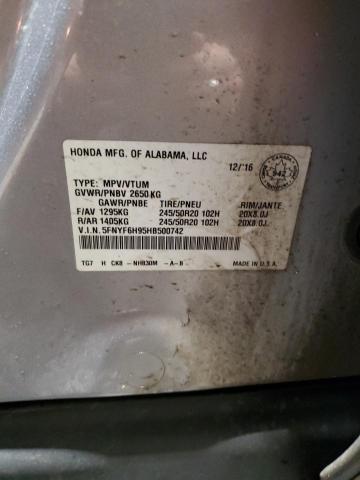 HONDA MFG. OF ALABAMA, LLC
12/'16
TYPE: MPV/VTUM
GVWR/PNBV 2650KG
GAWR/PNBE TIRE/PNEU RIM/JANTE
F/AV 1295KG 245/50R20 102H 20X8.0J
R/AR 1405KG 245/50R20 102H 20X8.0J
V.I.N. 5FNYF6H95HB500742
TG7 H CK8 - NH830M -A-B
MADE IN U.S.A.
CANADA